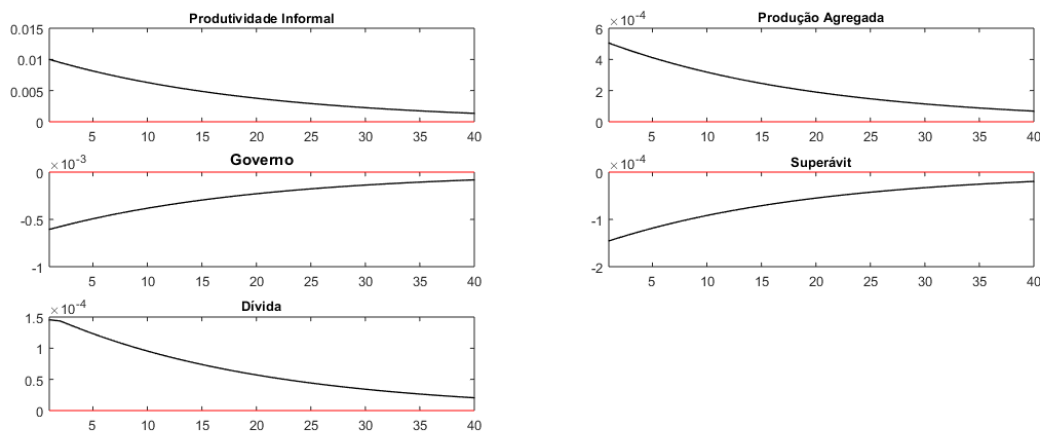 Produtividade Informal
0.015
0.01
0.005
0
5 10 15 20 25 30 35 40
Produção Agregada
×10-4
6
4
2
0
5 10 15 20 25 30 35 40
Governo
×10-3
0
-0.5
-1
5 10 15 20 25 30 35 40
Superávit
×10-4
0
-1
-2
5 10 15 20 25 30 35 40
Dívida
×10-4
1.5
1
0.5
0
5 10 15 20 25 30 35 40